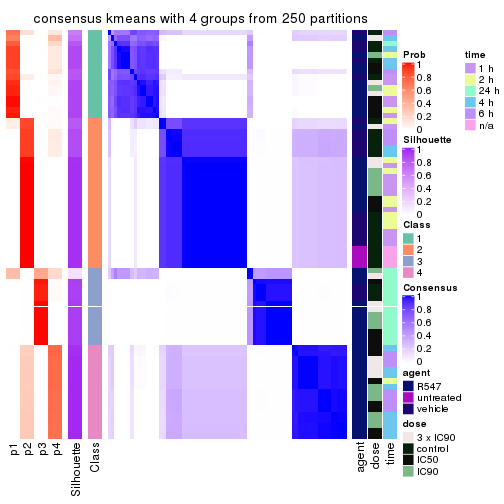 consensus kmeans with 4 groups from 250 partitions
Prob
1
0.8
0.6
0.4
0.2
0
time
1 h
2 h
24 h
4 h
6 h
n/a
Silhouette
1
0.8
0.6
0.4
0.2
0
Class
1
2
3
4
Consensus
1
0.8
0.6
0.4
0.2
0
agent
R547
untreated
vehicle
dose
3 x IC90
control
IC50
IC90
p1
p2
p3
p4
Silhouette
Class
agent
dose
time